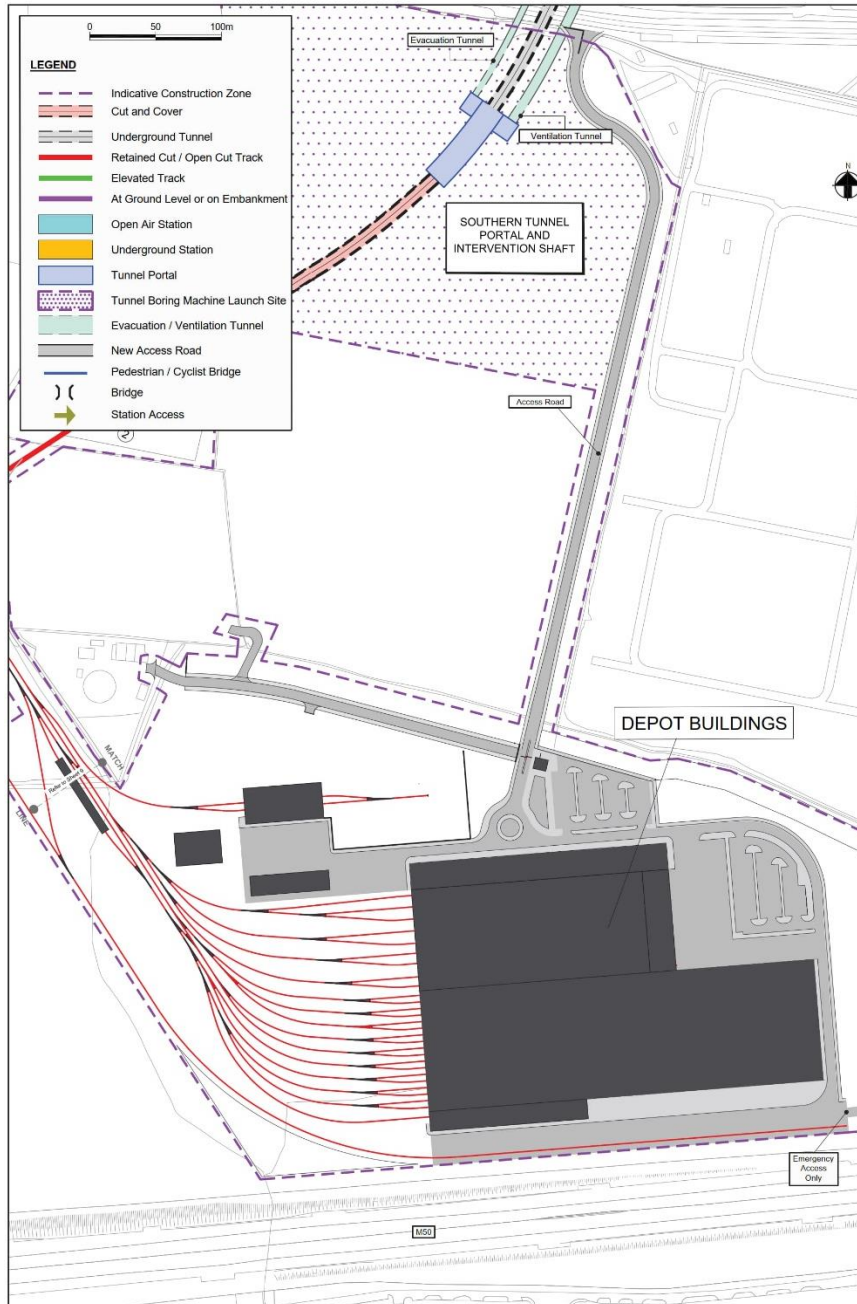 0 50 100m
LEGEND
Indicative Construction Zone
Cut and Cover
Underground Tunnel
Retained Cut / Open Cut Track
Elevated Track
At Ground Level or on Embankment
Open Air Station
Underground Station
Tunnel Portal
Tunnel Boring Machine Launch Site
Evacuation / Ventilation Tunnel
New Access Road
Pedestrian / Cyclist Bridge
Bridge
Station Access
Evacuation Tunnel
Ventilation Tunnel
N
SOUTHERN TUNNEL
PORTAL AND
INTERVENTION SHAFT
Access Road
2
DEPOT BUILDINGS
MATCH
LINE
Emergency
Access
Only
M50